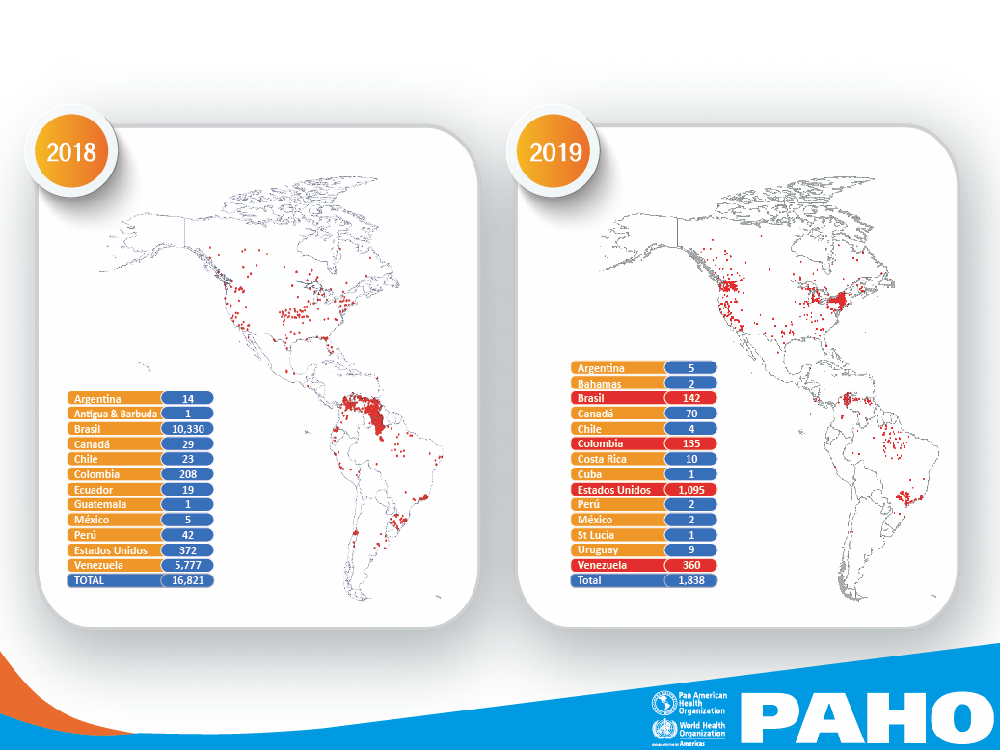 2018
Argentina 14
Antigua & Barbuda 1
Brasil 10,330
Canadá 29
Chile 23
Colombia 208
Ecuador 19
Guatemala 1
México 5
Perú 42
Estados Unidos 372
Venezuela 5,777
TOTAL 16,821
2019
Argentina 5
Bahamas 2
Brasil 142
Canadá 70
Chile 4
Colombia 135
Costa Rica 10
Cuba 1
Estados Unidos 1,095
Perú 2
México 2
St Lucía 1
Uruguay 9
Venezuela 360
Total 1,838
Pan American
Health
Organization
World Health
Organization
Americas
PAHO